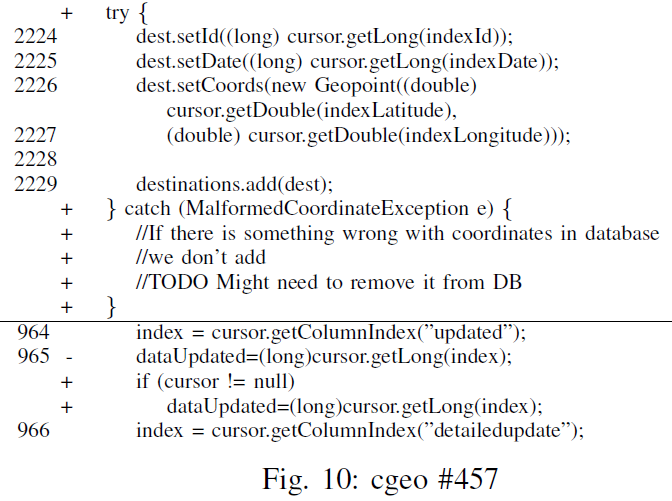 + try {
2224 dest.setId((long) cursor.getLong(indexId));
2225 dest.setDate((long) cursor.getLong(indexDate));
2226 dest.setCoords(new Geopoint((double)
cursor.getDouble(indexLatitude),
2227 (double) cursor.getDouble(indexLongitude)));
2228
2229 destinations.add(dest);
+ } catch (MalformedCoordinateException e) {
+ //If there is something wrong with coordinates in database
+ //we don't add
+ //TODO Might need to remove it from DB
+ }
964 index = cursor.getColumnIndex("updated");
965 - dataUpdated=(long)cursor.getLong(index);
+ if (cursor != null)
+ dataUpdated=(long)cursor.getLong(index);
966 index = cursor.getColumnIndex("detailedupdate");
Fig. 10: cgeo #457